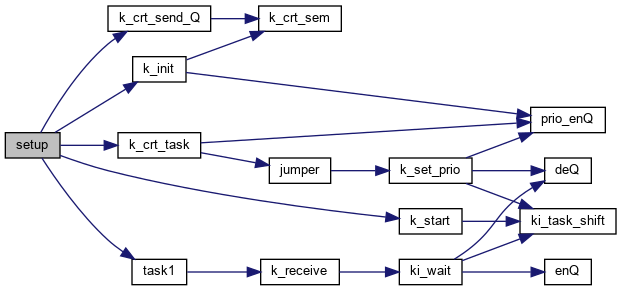 k_crt_send_Q
k_crt_sem
k_init
prio_enQ
setup
k_crt_task
jumper
k_set_prio
deQ
k_start
ki_task_shift
task1
k_receive
ki_wait
enQ